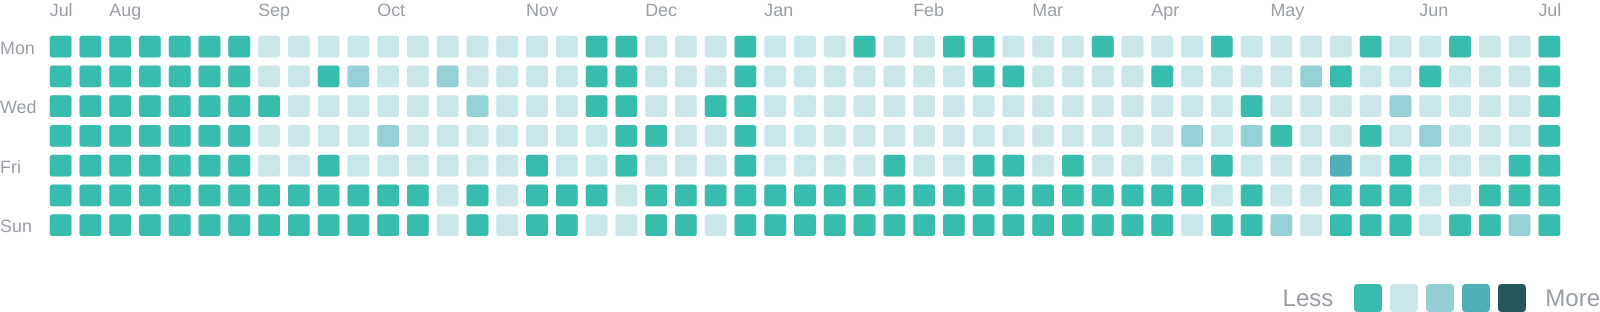 Jul Aug Sep Oct Nov Dec Jan Feb Mar Apr May Jun Jul
Mon
Wed
Fri
Sun
Less More